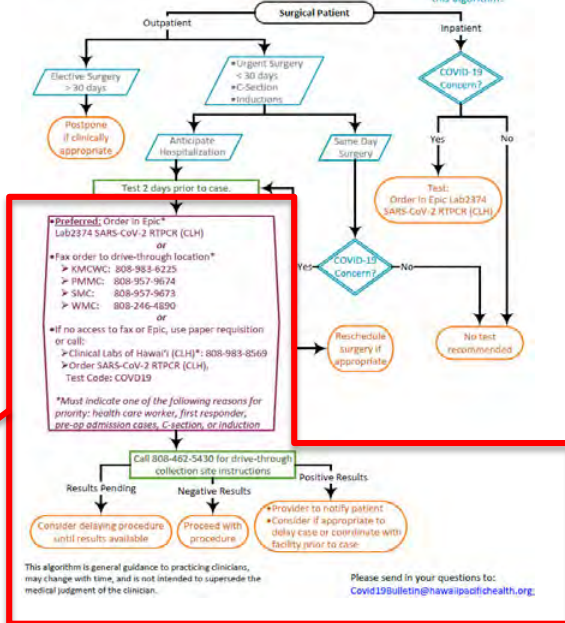 this algorithm.
Surgical Patient
Outpatient
Inpatient
Elective Surgery
> 30 days
•Urgent Surgery
< 30 days
•C-Section
•Inductions
COVID-19
Concern?
Postpone
if clinically
appropriate
Anticipate
Hospitalization
Same Day
Surgery
Yes
No
Test 2 days prior to case.
Test:
Order in Epic Lab2374
SARS-CoV-2 RTPCR (CLH)
•Preferred: Order in Epic*
Lab2374 SARS-CoV-2 RTPCR (CLH)
or
•Fax order to drive-through location*
➢ KMCWC: 808-983-6225
➢ PMMC: 808-957-9674
➢ SMC: 808-957-9673
➢ WMC: 808-246-4890
or
•If no access to fax or Epic, use paper requisition
or call:
➢Clinical Labs of Hawai'i (CLH)*: 808-983-8569
➢Order SARS-CoV-2 RTPCR (CLH),
Test Code: COVD19
*Must indicate one of the following reasons for
priority: health care worker, first responder,
pre-op admission cases, C-section, or induction
Yes
COVID-19
Concern?
No
Reschedule
surgery if
appropriate
No test
recommended
Call 808-462-5430 for drive-through
collection site instructions
Results Pending
Negative Results
Positive Results
Consider delaying procedure
until results available
Proceed with
procedure
•Provider to notify patient
•Consider if appropriate to
delay case or coordinate with
facility prior to case
This algorithm is general guidance to practicing clinicians,
may change with time, and is not intended to supersede the
medical judgment of the clinician.
Please send in your questions to:
Covid19Bulletin@hawaiipacifichealth.org;